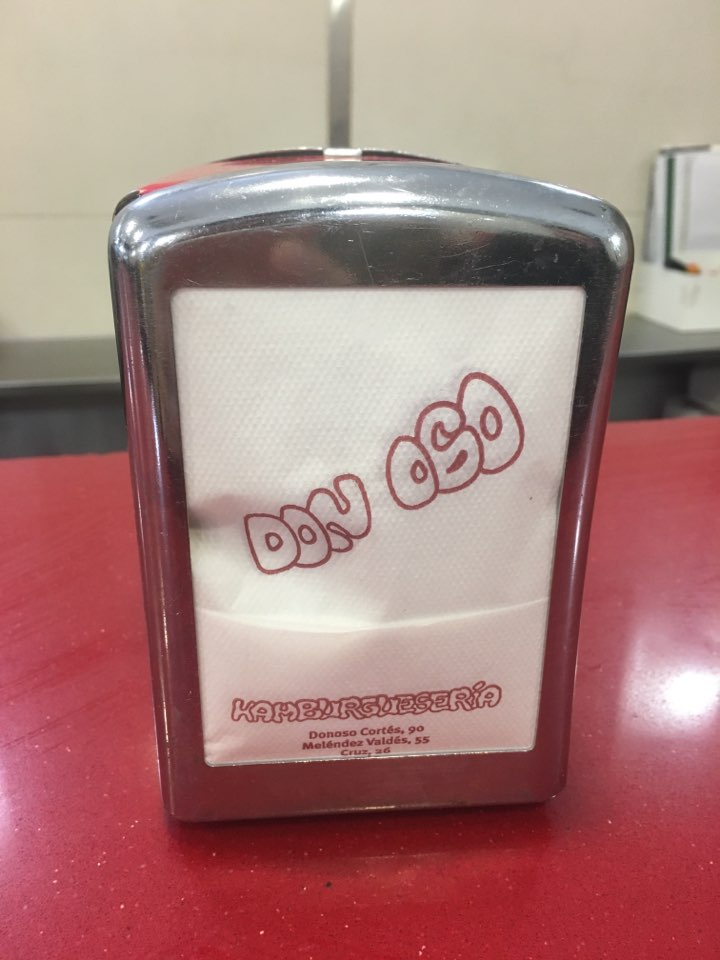 DON OSO
HAMBURGUESERÍA
Donoso Cortés, 90
Meléndez Valdés, 55
Cruz, 26